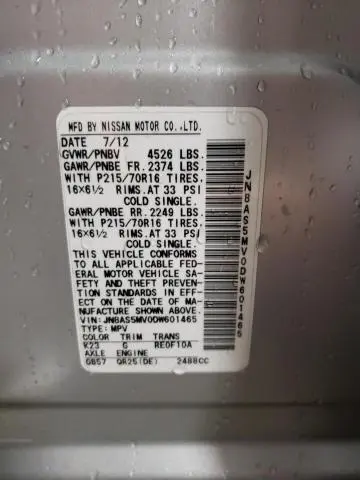 MFD BY NISSAN MOTOR CO.,LTD.
DATE 7/12
GVWR/PNBV 4526 LBS.
GAWR/PNBE FR. 2374 LBS.
WITH P215/70R16 TIRES.
16×6½ RIMS.AT 33 PSI
COLD SINGLE.
GAWR/PNBE RR. 2249 LBS.
WITH P215/70R16 TIRES.
16×6½ RIMS.AT 33 PSI
COLD SINGLE.
THIS VEHICLE CONFORMS
TO ALL APPLICABLE FED-
ERAL MOTOR VEHICLE SA-
FETY AND THEFT PREVEN-
TION STANDARDS IN EFF-
ECT ON THE DATE OF MA-
NUFACTURE SHOWN ABOVE.
VIN: JN8AS5MV0DW601465
TYPE: MPV
COLOR TRIM TRANS
K23 G RE0F10A
AXLE ENGINE
GB57 QR25(DE) 2488CC
JN8AS5MV0DW601465